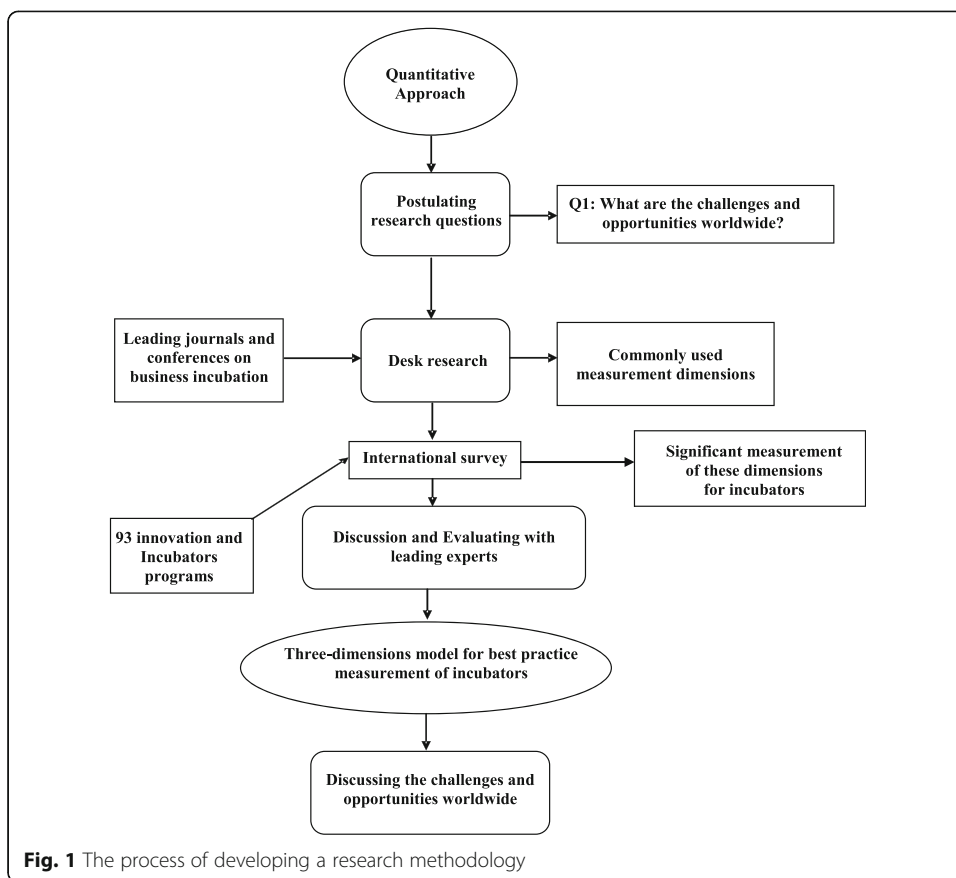 Quantitative
Approach
Postulating
research questions
Q1: What are the challenges and
opportunities worldwide?
Leading journals and
conferences on
business incubation
Desk research
Commonly used
measurement dimensions
International survey
Significant measurement
of these dimensions
for incubators
93 innovation and
Incubators
programs
Discussion and Evaluating with
leading experts
Three-dimensions model for best practice
measurement of incubators
Discussing the challenges and
opportunities worldwide
Fig. 1 The process of developing a research methodology